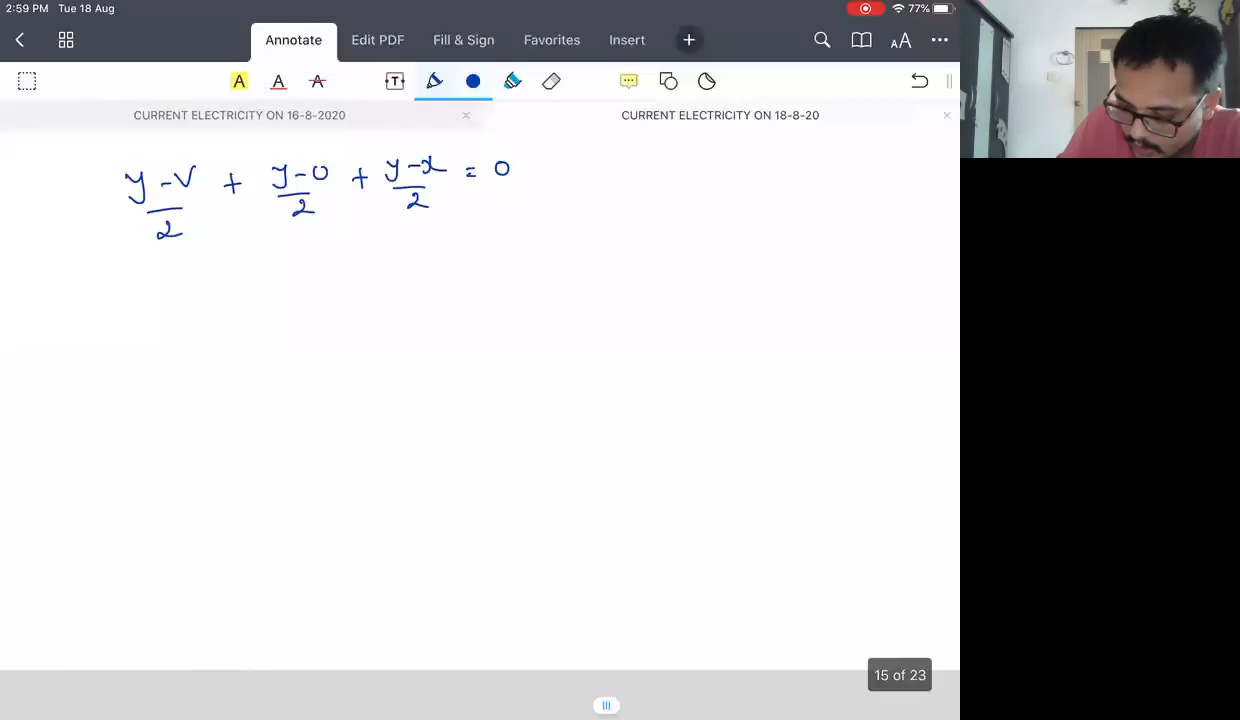 2:59 PM Tue 18 Aug 77%
Annotate Edit PDF Fill & Sign Favorites Insert
A A A T
CURRENT ELECTRICITY ON 16-8-2020 CURRENT ELECTRICITY ON 18-8-20
y-V/2 + y-0/2 + y-x/2 = 0
15 of 23